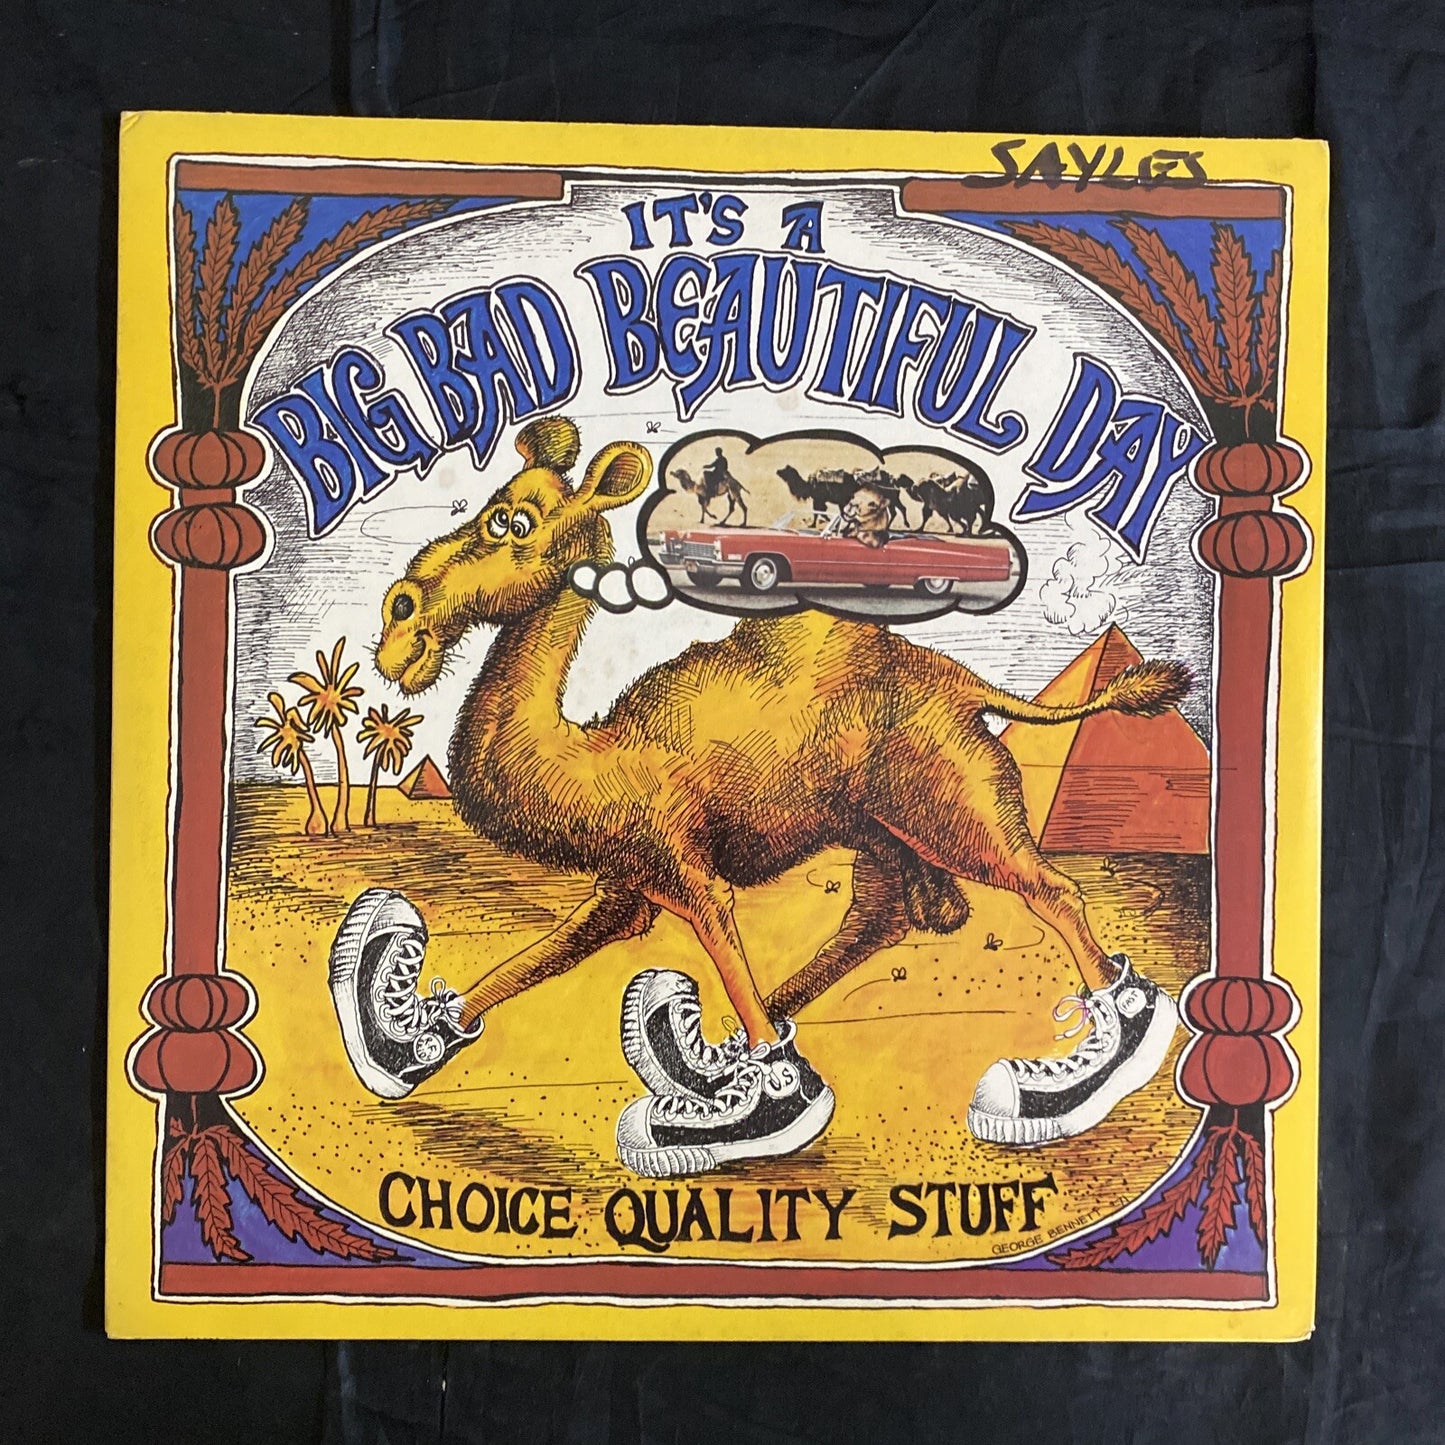 SAYLES
IT'S A
BIG BAD BEAUTIFUL DAY
CHOICE QUALITY STUFF
GEORGE BENNETT